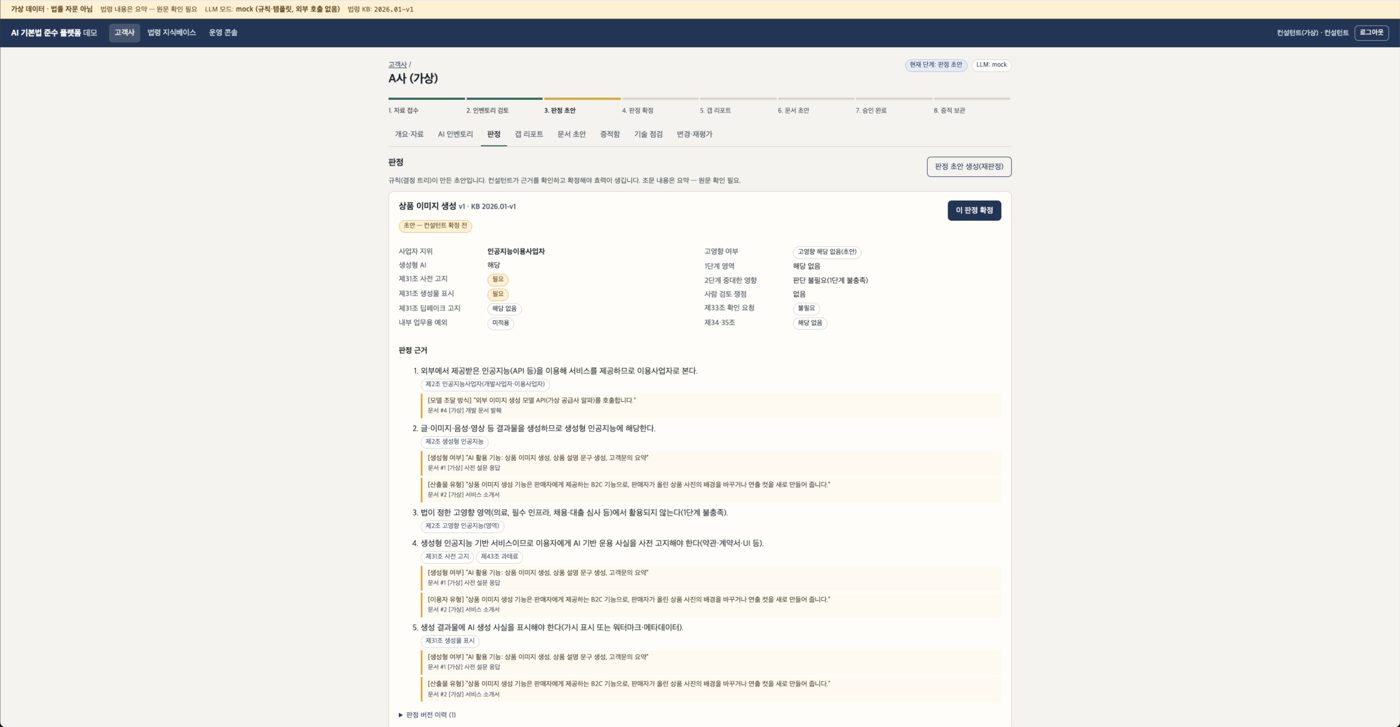 가상 데이터 · 법률 자문 아님 법령 내용은 요약 — 원문 확인 필요 LLM 모드: mock (규칙·템플릿, 외부 호출 없음) 법령 KB: 2026.01-v1
AI 기본법 준수 플랫폼 데모 고객사 법령 지식베이스 운영 콘솔 컨설턴트(가상) · 컨설턴트 로그아웃
고객사 /
현재 단계: 판정 초안 LLM: mock
A사 (가상)
1. 자료 접수 2. 인벤토리 검토 3. 판정 초안 4. 판정 확정 5. 갭 리포트 6. 문서 초안 7. 승인 완료 8. 증적 보관
개요·자료 AI 인벤토리 판정 갭 리포트 문서 초안 증적함 기술 점검 변경·재평가
판정
판정 초안 생성(재판정)
규칙(결정 트리)이 만든 초안입니다. 컨설턴트가 근거를 확인하고 확정해야 효력이 생깁니다. 조문 내용은 요약 — 원문 확인 필요.
상품 이미지 생성 v1 · KB 2026.01-v1
이 판정 확정
초안 — 컨설턴트 확정 전
사업자 지위 인공지능이용사업자 고영향 여부 고영향 해당 없음(초안)
생성형 AI 해당 1단계 영역 해당 없음
제31조 사전 고지 필요 2단계 중대한 영향 판단 불필요(1단계 불충족)
제31조 생성물 표시 필요 사람 검토 쟁점 없음
제31조 딥페이크 고지 해당 없음 제33조 확인 요청 불필요
내부 업무용 예외 미적용 제34·35조 해당 없음
판정 근거
1. 외부에서 제공받은 인공지능(API 등)을 이용해 서비스를 제공하므로 이용사업자로 본다.
제2조 인공지능사업자(개발사업자·이용사업자)
[모델 조달 방식] "외부 이미지 생성 모델 API(가상 공급사 알파)를 호출합니다."
문서 #4 [가상] 개발 문서 발췌
2. 글·이미지·음성·영상 등 결과물을 생성하므로 생성형 인공지능에 해당한다.
제2조 생성형 인공지능
[생성형 여부] "AI 활용 기능: 상품 이미지 생성, 상품 설명 문구 생성, 고객문의 요약"
문서 #1 [가상] 사전 설문 응답
[산출물 유형] "상품 이미지 생성 기능은 판매자에게 제공하는 B2C 기능으로, 판매자가 올린 상품 사진의 배경을 바꾸거나 연출 컷을 새로 만들어 줍니다."
문서 #2 [가상] 서비스 소개서
3. 법이 정한 고영향 영역(의료, 필수 인프라, 채용·대출 심사 등)에서 활용되지 않는다(1단계 불충족).
제2조 고영향 인공지능(영역)
4. 생성형 인공지능 기반 서비스이므로 이용자에게 AI 기반 운용 사실을 사전 고지해야 한다(약관·계약서·UI 등).
제31조 사전 고지 제43조 과태료
[생성형 여부] "AI 활용 기능: 상품 이미지 생성, 상품 설명 문구 생성, 고객문의 요약"
문서 #1 [가상] 사전 설문 응답
[이용자 유형] "상품 이미지 생성 기능은 판매자에게 제공하는 B2C 기능으로, 판매자가 올린 상품 사진의 배경을 바꾸거나 연출 컷을 새로 만들어 줍니다."
문서 #2 [가상] 서비스 소개서
5. 생성 결과물에 AI 생성 사실을 표시해야 한다(가시 표시 또는 워터마크·메타데이터).
제31조 생성물 표시
[생성형 여부] "AI 활용 기능: 상품 이미지 생성, 상품 설명 문구 생성, 고객문의 요약"
문서 #1 [가상] 사전 설문 응답
[산출물 유형] "상품 이미지 생성 기능은 판매자에게 제공하는 B2C 기능으로, 판매자가 올린 상품 사진의 배경을 바꾸거나 연출 컷을 새로 만들어 줍니다."
문서 #2 [가상] 서비스 소개서
▶ 판정 버전 이력 (1)